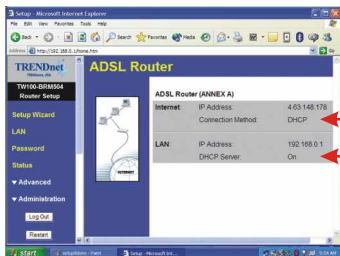 Setup - Microsoft Internet Explorer
File Edit View Favorites Tools Help
Back Search Favorites Media
Address http://192.168.0.1/home.htm Go
TRENDnet
ADSL Router
TW100-BRM504
Router Setup
Setup Wizard
LAN
Password
Status
Advanced
Administration
Log Out
Restart
INTERNET
ADSL Router (ANNEX A)
Internet IP Address: 4.63.148.178
Connection Method: DHCP
LAN IP Address: 192.168.0.1
DHCP Server: On
start Setup - Microsoft Int...